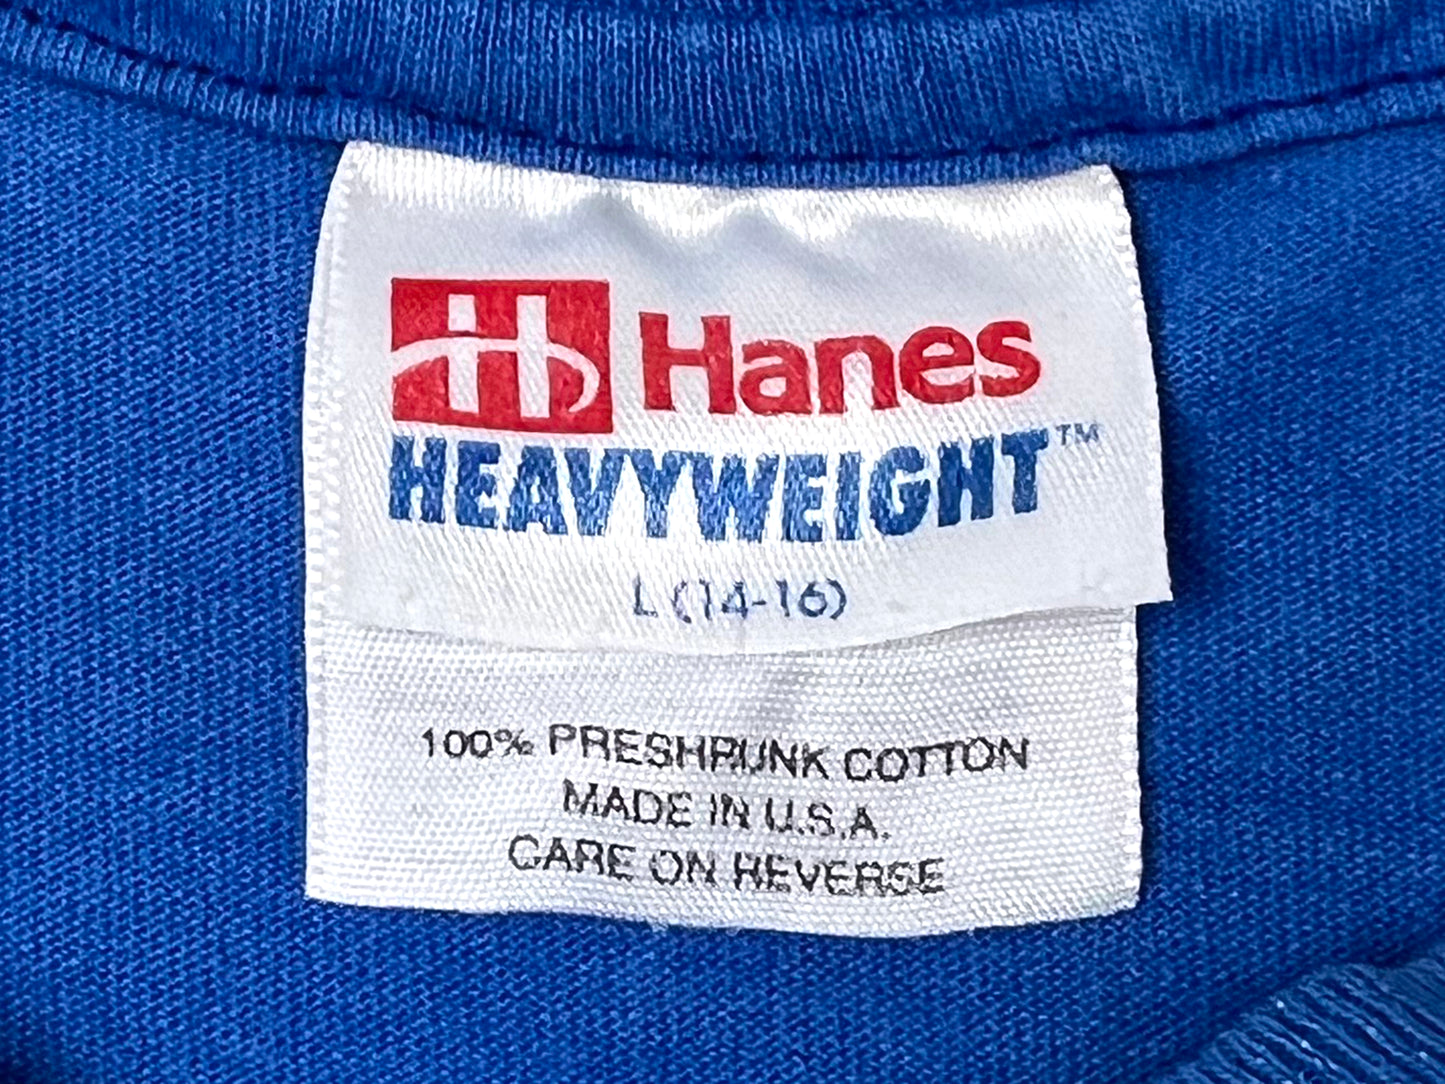 Hanes
HEAVYWEIGHT™
L (14-16)
100% PRESHRUNK COTTON
MADE IN U.S.A.
CARE ON REVERSE